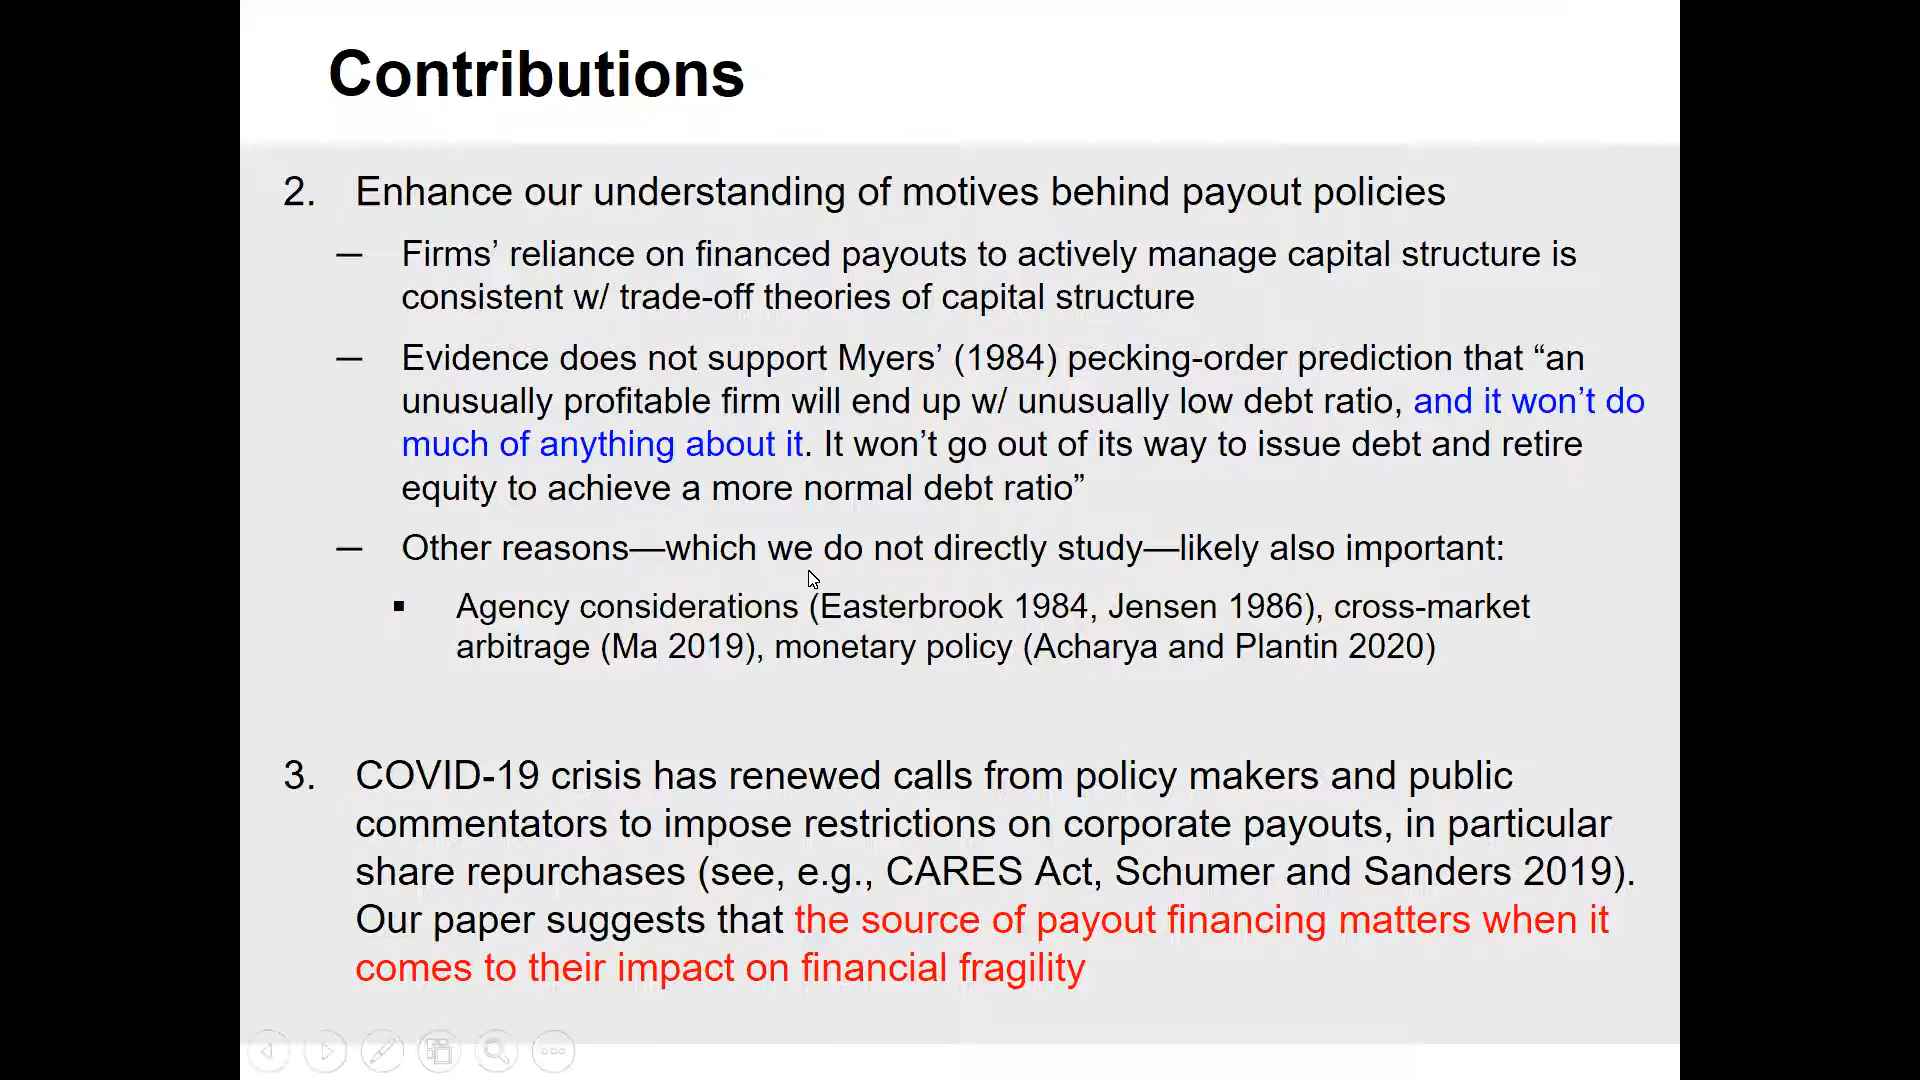 Contributions
2. Enhance our understanding of motives behind payout policies
— Firms’ reliance on financed payouts to actively manage capital structure is
consistent w/ trade-off theories of capital structure
— Evidence does not support Myers’ (1984) pecking-order prediction that “an
unusually profitable firm will end up w/ unusually low debt ratio, and it won’t do
much of anything about it. It won’t go out of its way to issue debt and retire
equity to achieve a more normal debt ratio”
— Other reasons—which we do not directly study—likely also important:
▪ Agency considerations (Easterbrook 1984, Jensen 1986), cross-market
arbitrage (Ma 2019), monetary policy (Acharya and Plantin 2020)
3. COVID-19 crisis has renewed calls from policy makers and public
commentators to impose restrictions on corporate payouts, in particular
share repurchases (see, e.g., CARES Act, Schumer and Sanders 2019).
Our paper suggests that the source of payout financing matters when it
comes to their impact on financial fragility